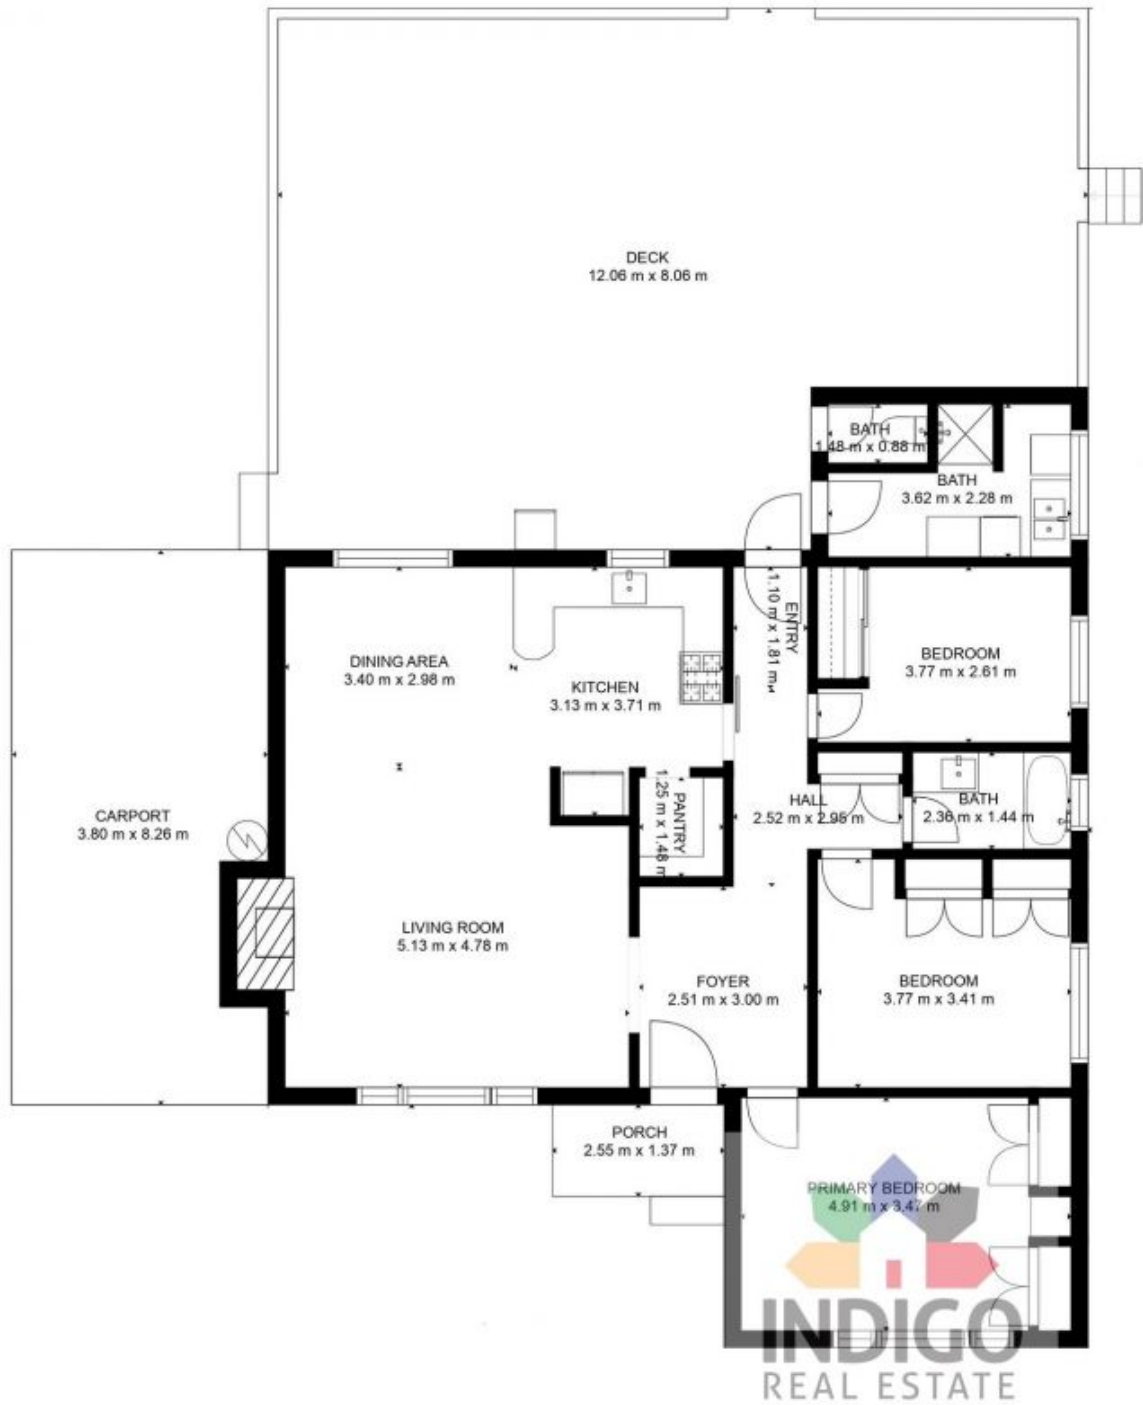 DECK
12.06 m x 8.06 m
BATH
1.48 m x 0.88 m
BATH
3.62 m x 2.28 m
ENTRY
1.10 m x 1.81 m
BEDROOM
3.77 m x 2.61 m
DINING AREA
3.40 m x 2.98 m
KITCHEN
3.13 m x 3.71 m
CARPORT
3.80 m x 8.26 m
PANTRY
1.25 m x 1.48 m
HALL
2.52 m x 2.95 m
BATH
2.36 m x 1.44 m
LIVING ROOM
5.13 m x 4.78 m
FOYER
2.51 m x 3.00 m
BEDROOM
3.77 m x 3.41 m
PORCH
2.55 m x 1.37 m
PRIMARY BEDROOM
4.91 m x 3.47 m
INDIGO
REAL ESTATE